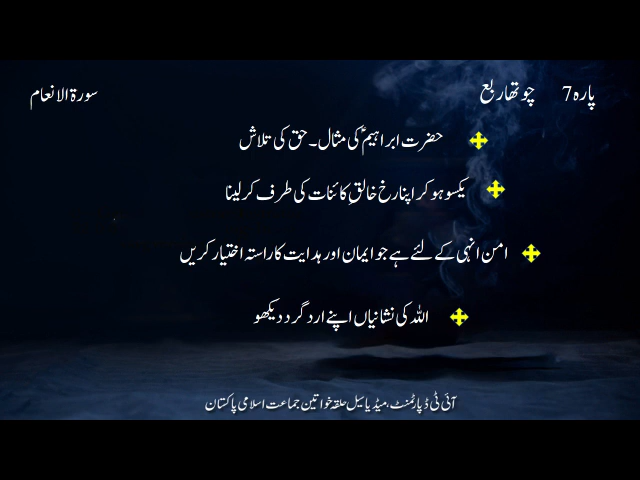 پارہ 7 چوتھا ربع سورۃ الانعام
حضرت ابراہیمؑ کی مثال۔ حق کی تلاش
یکسو ہو کر اپنا رخ خالقِ کائنات کی طرف کر لینا
امن انہی کے لئے ہے جو ایمان اور ہدایت کا راستہ اختیار کریں
اللہ کی نشانیاں اپنے ارد گرد دیکھو
آئی ٹی ڈپارٹمنٹ، میڈیا سیل حلقہ خواتین جماعت اسلامی پاکستان